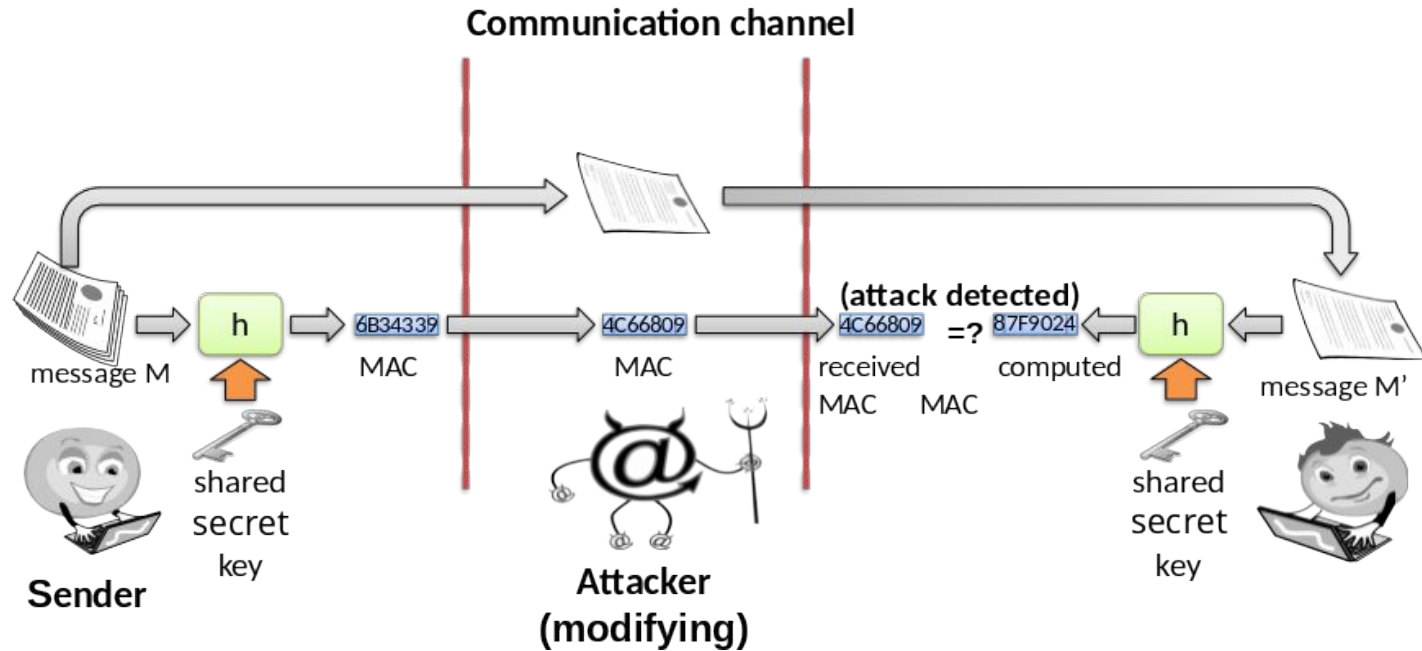 Communication channel
(attack detected)
h
6B34339
4C66809
4C66809
=?
87F9024
h
message M
MAC
MAC
received
computed
message M’
MAC
MAC
shared
secret
key
shared
secret
key
Sender
Attacker
(modifying)
@